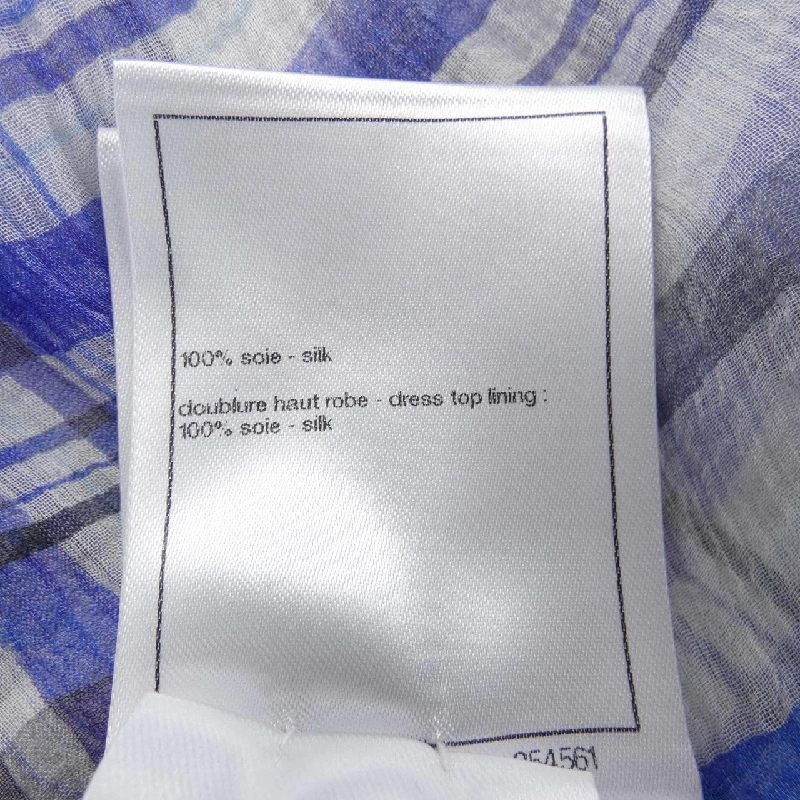 100% soie - silk
doublure haut robe - dress top lining :
100% soie - silk